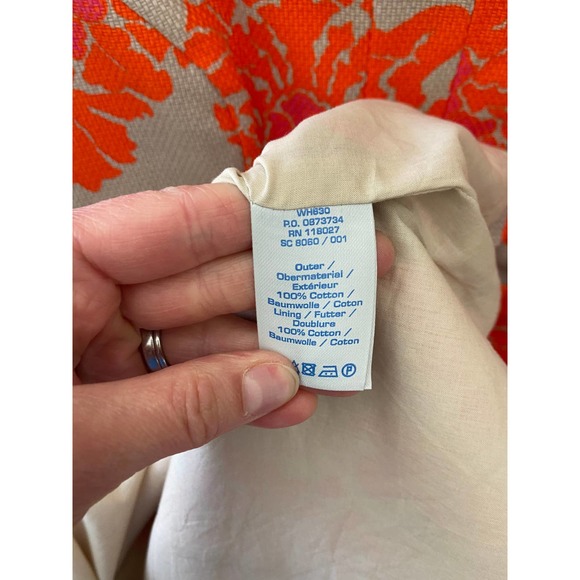 WH630
P.O. 0873734
RN 118027
SC 8060 / 001
Outer /
Obermaterial /
Extérieur
100% Cotton /
Baumwolle / Coton
Lining / Futter /
Doublure
100% Cotton /
Baumwolle / Coton
P